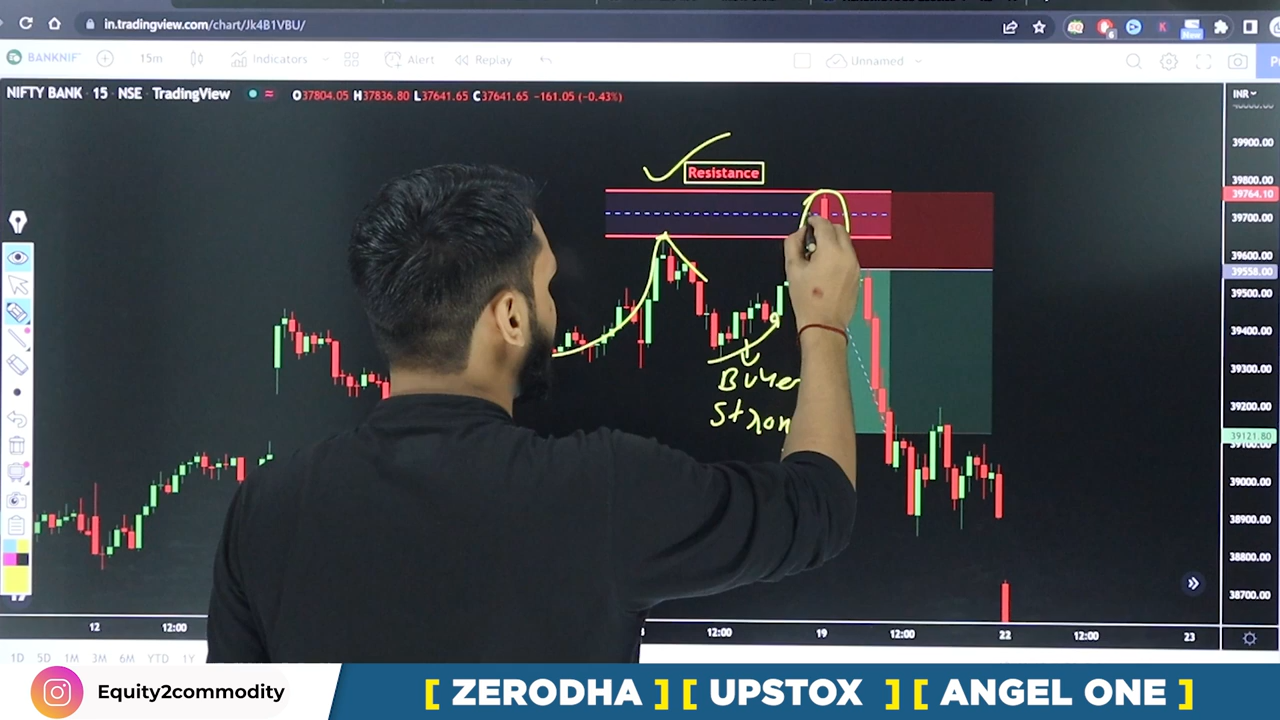 in.tradingview.com/chart/Jk4B1VBU/
6
New
BANKNIF
15m
Indicators
Alert
Replay
Unnamed
NIFTY BANK · 15 · NSE · TradingView
O37804.05 H37836.80 L37641.65 C37641.65 -161.05 (-0.43%)
INR
39900.00
39800.00
39764.10
39700.00
39600.00
39558.00
39500.00
39400.00
39300.00
39200.00
39121.80
39100.00
39000.00
38900.00
38800.00
38700.00
Resistance
Buyer
Stron
12
12:00
12:00
19
12:00
22
12:00
23
1D 5D 1M 3M 6M YTD 1Y
Equity2commodity
[ ZERODHA ] [ UPSTOX ] [ ANGEL ONE ]